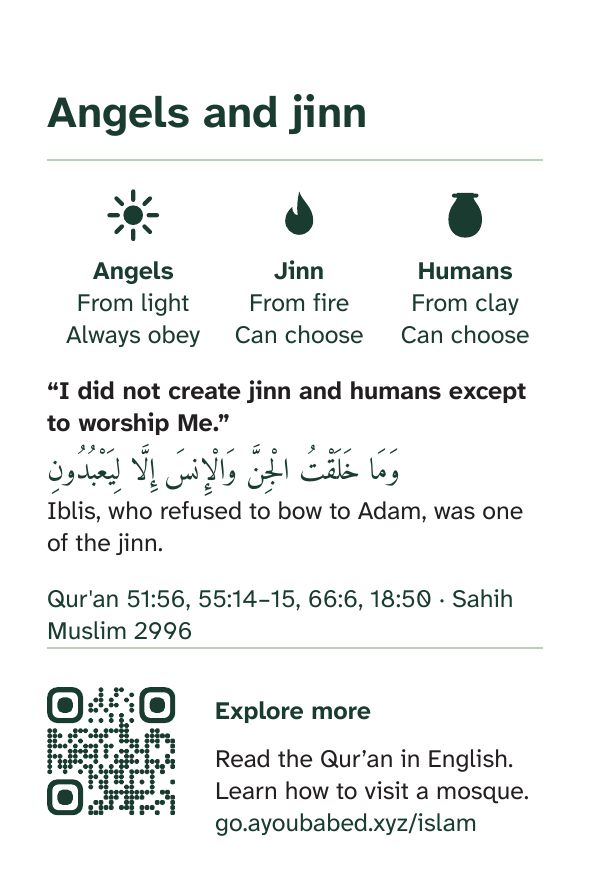 Angels and jinn
Angels
From light
Always obey
Jinn
From fire
Can choose
Humans
From clay
Can choose
“I did not create jinn and humans except
to worship Me.”
وَمَا خَلَقْتُ الْجِنَّ وَالْإِنسَ إِلَّا لِيَعْبُدُونِ
Iblis, who refused to bow to Adam, was one
of the jinn.
Qur'an 51:56, 55:14–15, 66:6, 18:50 · Sahih
Muslim 2996
Explore more
Read the Qur’an in English.
Learn how to visit a mosque.
go.ayoubabed.xyz/islam